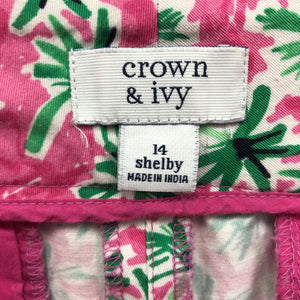 crown
& ivy
14
shelby
MADE IN INDIA